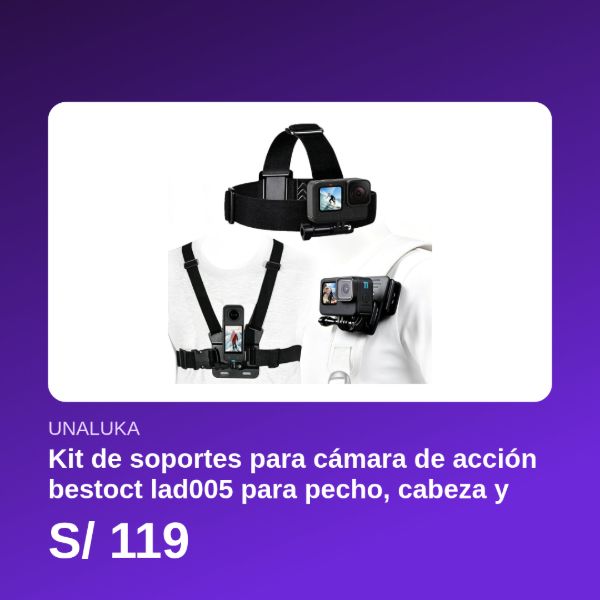 UNALUKA
Kit de soportes para cámara de acción
bestoct lad005 para pecho, cabeza y
S/ 119